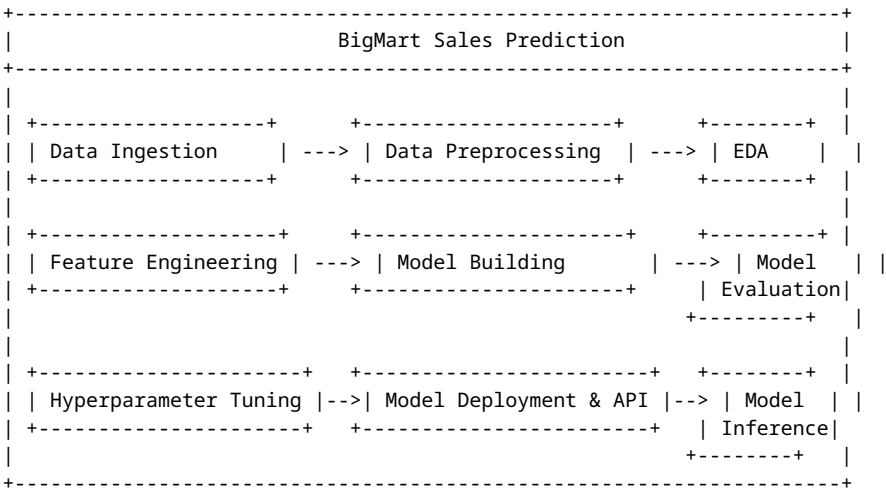 +---------------------------------------------------------------------+
|                           BigMart Sales Prediction                  |
+---------------------------------------------------------------------+
|                                                                     |
| +-------------------+      +---------------------+      +--------+  |
| | Data Ingestion     | ---> | Data Preprocessing  | ---> | EDA    |  |
| +-------------------+      +---------------------+      +--------+  |
|                                                                     |
| +--------------------+     +----------------------+     +---------+ |
| | Feature Engineering | ---> | Model Building       | ---> | Model   | |
| +--------------------+     +----------------------+     | Evaluation|
|                                                        +---------+   |
|                                                                     |
| +----------------------+   +------------------------+   +--------+  |
| | Hyperparameter Tuning |-->| Model Deployment & API |--> | Model  | |
| +----------------------+   +------------------------+   | Inference|
|                                                        +--------+   |
+---------------------------------------------------------------------+